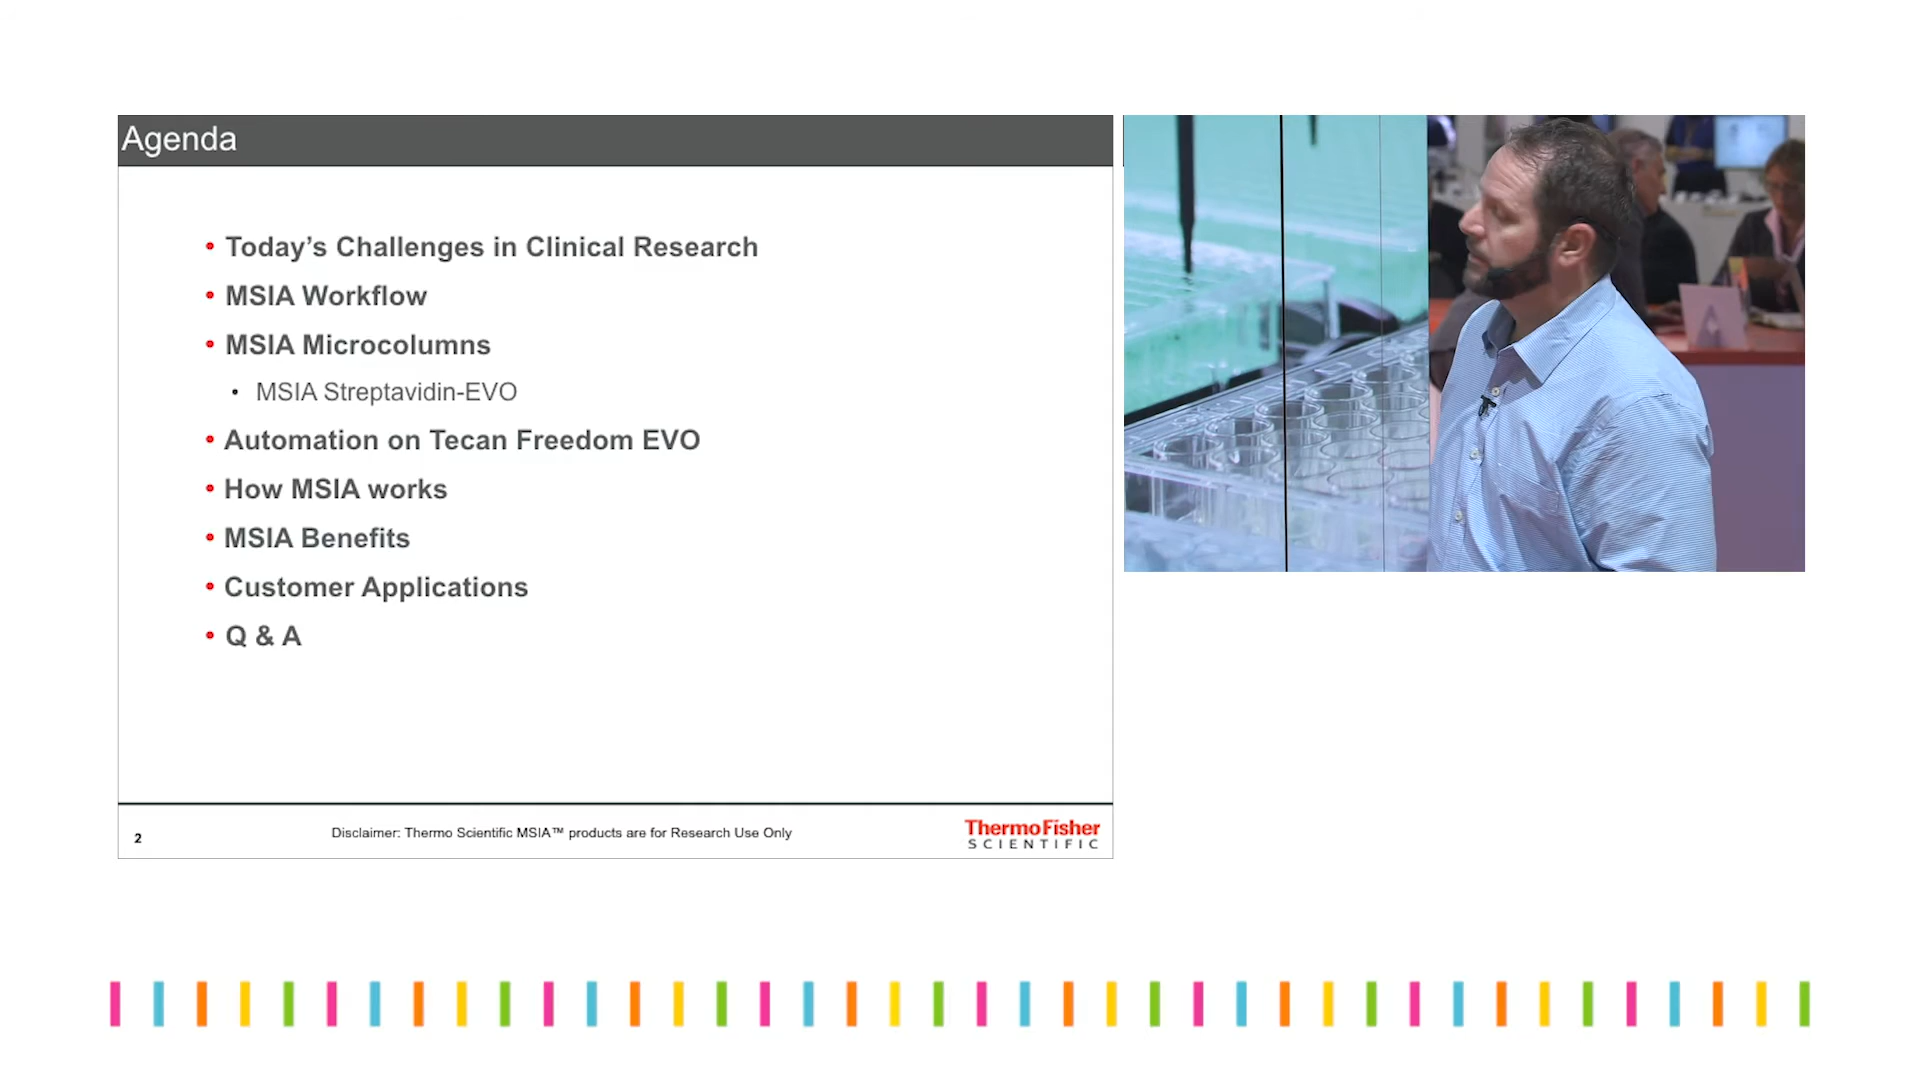 Agenda
• Today’s Challenges in Clinical Research
• MSIA Workflow
• MSIA Microcolumns
• MSIA Streptavidin-EVO
• Automation on Tecan Freedom EVO
• How MSIA works
• MSIA Benefits
• Customer Applications
• Q & A
2
Disclaimer: Thermo Scientific MSIA™ products are for Research Use Only
ThermoFisher
SCIENTIFIC